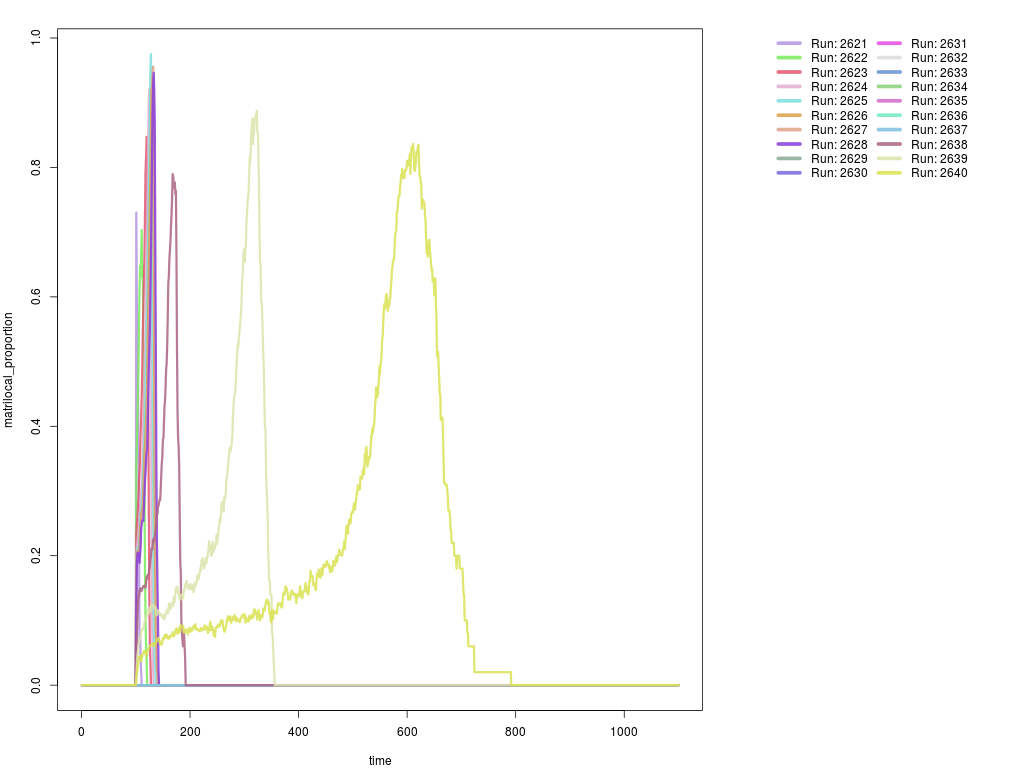 1.0
0.8
0.6
0.4
0.2
0.0
matrilocal_proportion
0 200 400 600 800 1000
time
Run: 2621 Run: 2631
Run: 2622 Run: 2632
Run: 2623 Run: 2633
Run: 2624 Run: 2634
Run: 2625 Run: 2635
Run: 2626 Run: 2636
Run: 2627 Run: 2637
Run: 2628 Run: 2638
Run: 2629 Run: 2639
Run: 2630 Run: 2640